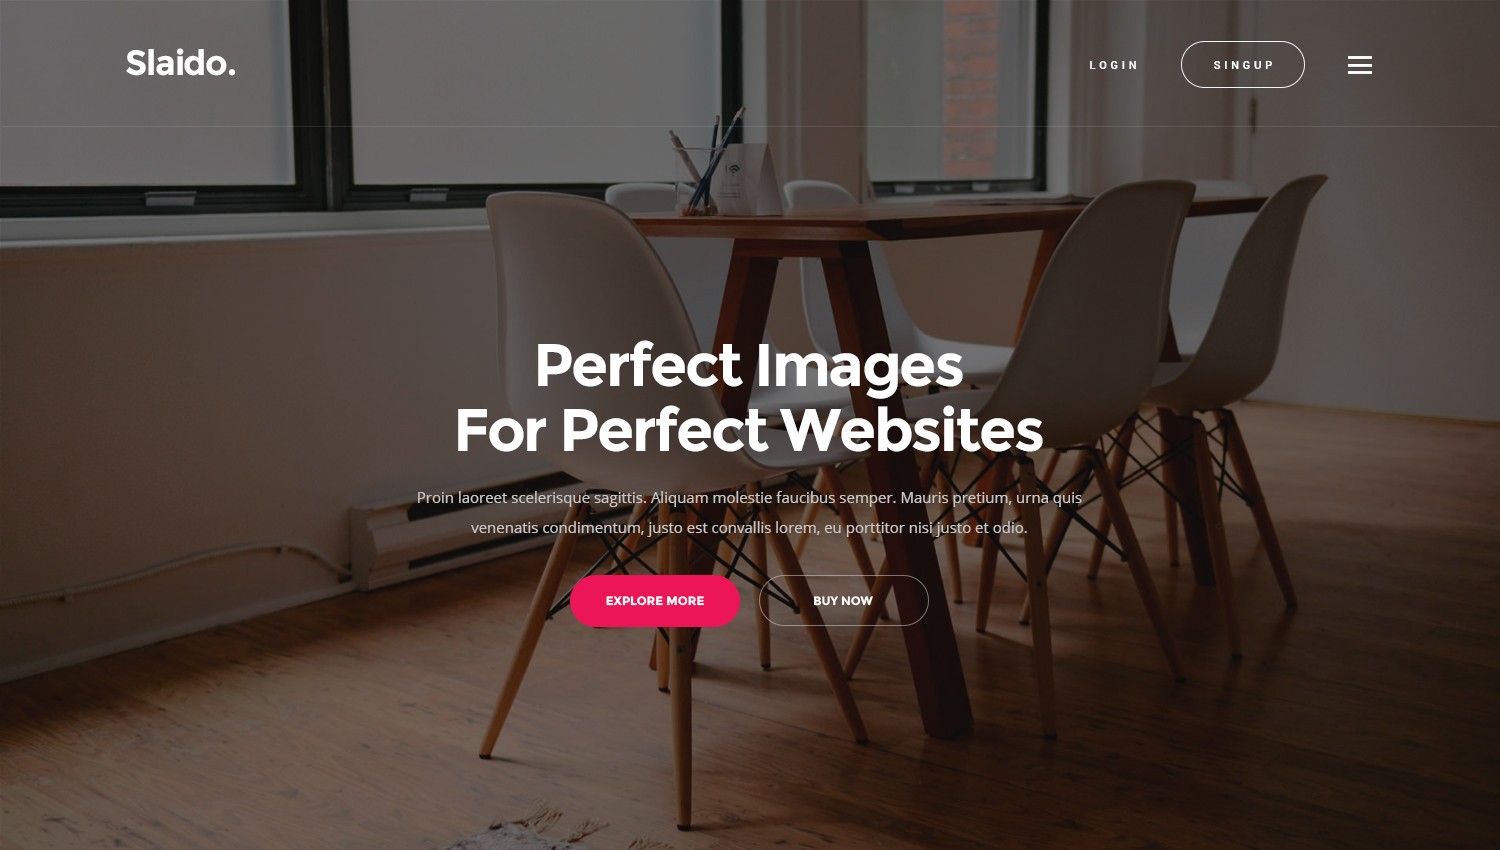 Slaido.
LOGIN
SINGUP
Perfect Images
For Perfect Websites
Proin laoreet scelerisque sagittis. Aliquam molestie faucibus semper. Mauris pretium, urna quis
venenatis condimentum, justo est convallis lorem, eu porttitor nisi justo et odio.
EXPLORE MORE
BUY NOW